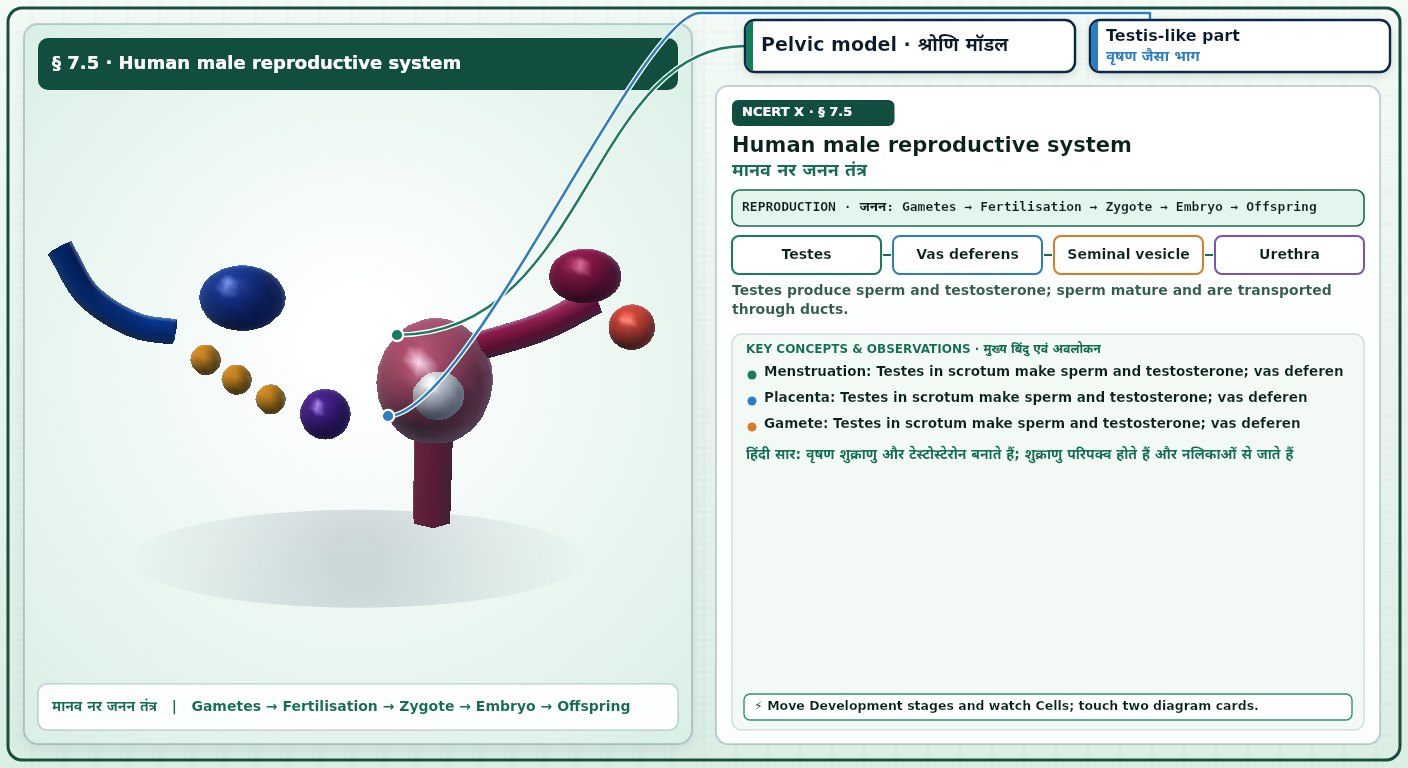 § 7.5 · Human male reproductive system
Pelvic model · श्रोणि मॉडल
Testis-like part
वृषण जैसा भाग
NCERT X · § 7.5
Human male reproductive system
मानव नर जनन तंत्र
REPRODUCTION · जनन: Gametes → Fertilisation → Zygote → Embryo → Offspring
Testes
Vas deferens
Seminal vesicle
Urethra
Testes produce sperm and testosterone; sperm mature and are transported
through ducts.
KEY CONCEPTS & OBSERVATIONS · मुख्य बिंदु एवं अवलोकन
Menstruation: Testes in scrotum make sperm and testosterone; vas deferen
Placenta: Testes in scrotum make sperm and testosterone; vas deferen
Gamete: Testes in scrotum make sperm and testosterone; vas deferen
हिंदी सार: वृषण शुक्राणु और टेस्टोस्टेरोन बनाते हैं; शुक्राणु परिपक्व होते हैं और नलिकाओं से जाते हैं
⚡ Move Development stages and watch Cells; touch two diagram cards.
मानव नर जनन तंत्र | Gametes → Fertilisation → Zygote → Embryo → Offspring